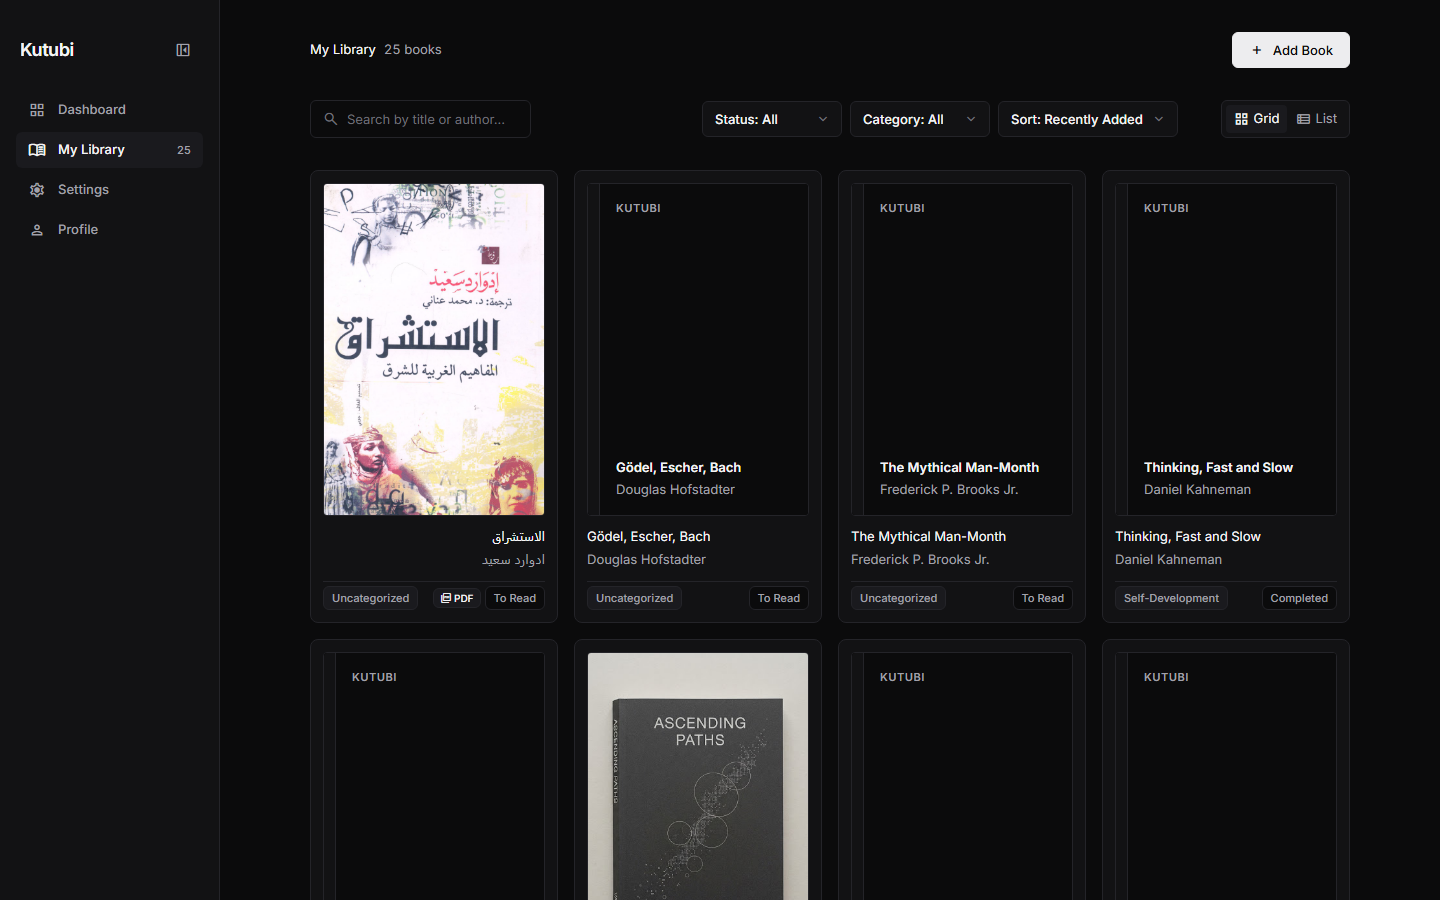 Kutubi
Dashboard
My Library 25
Settings
Profile
My Library 25 books
+ Add Book
Search by title or author...
Status: All
Category: All
Sort: Recently Added
Grid
List
إدوارد سعيد
ترجمة: د. محمد عناني
الاستشراق
المفاهيم الغربية للشرق
الاستشراق
ادوارد سعيد
Uncategorized PDF To Read
KUTUBI
Gödel, Escher, Bach
Douglas Hofstadter
Gödel, Escher, Bach
Douglas Hofstadter
Uncategorized To Read
KUTUBI
The Mythical Man-Month
Frederick P. Brooks Jr.
The Mythical Man-Month
Frederick P. Brooks Jr.
Uncategorized To Read
KUTUBI
Thinking, Fast and Slow
Daniel Kahneman
Thinking, Fast and Slow
Daniel Kahneman
Self-Development Completed
KUTUBI
ASCENDING
PATHS
ASCENDING PATHS
KUTUBI
KUTUBI